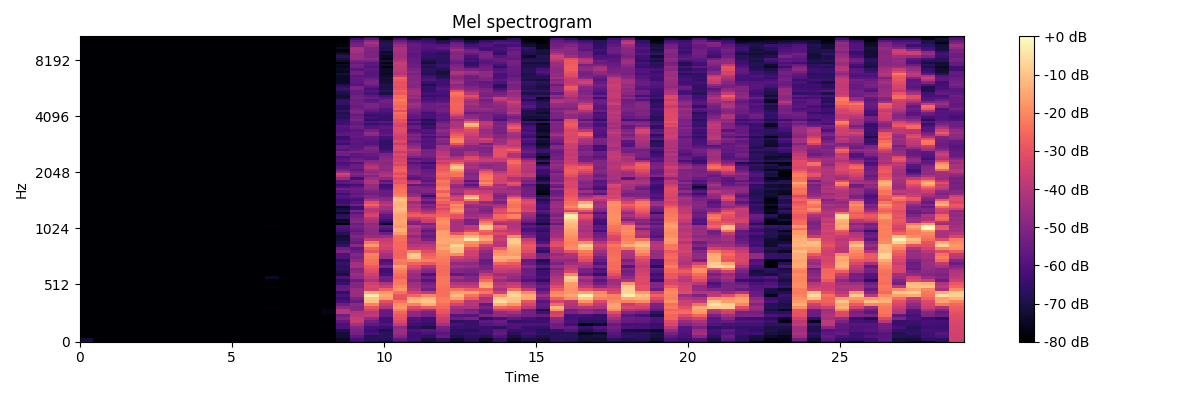 Mel spectrogram
8192
4096
2048
1024
512
0
Hz
0 5 10 15 20 25
Time
+0 dB
-10 dB
-20 dB
-30 dB
-40 dB
-50 dB
-60 dB
-70 dB
-80 dB